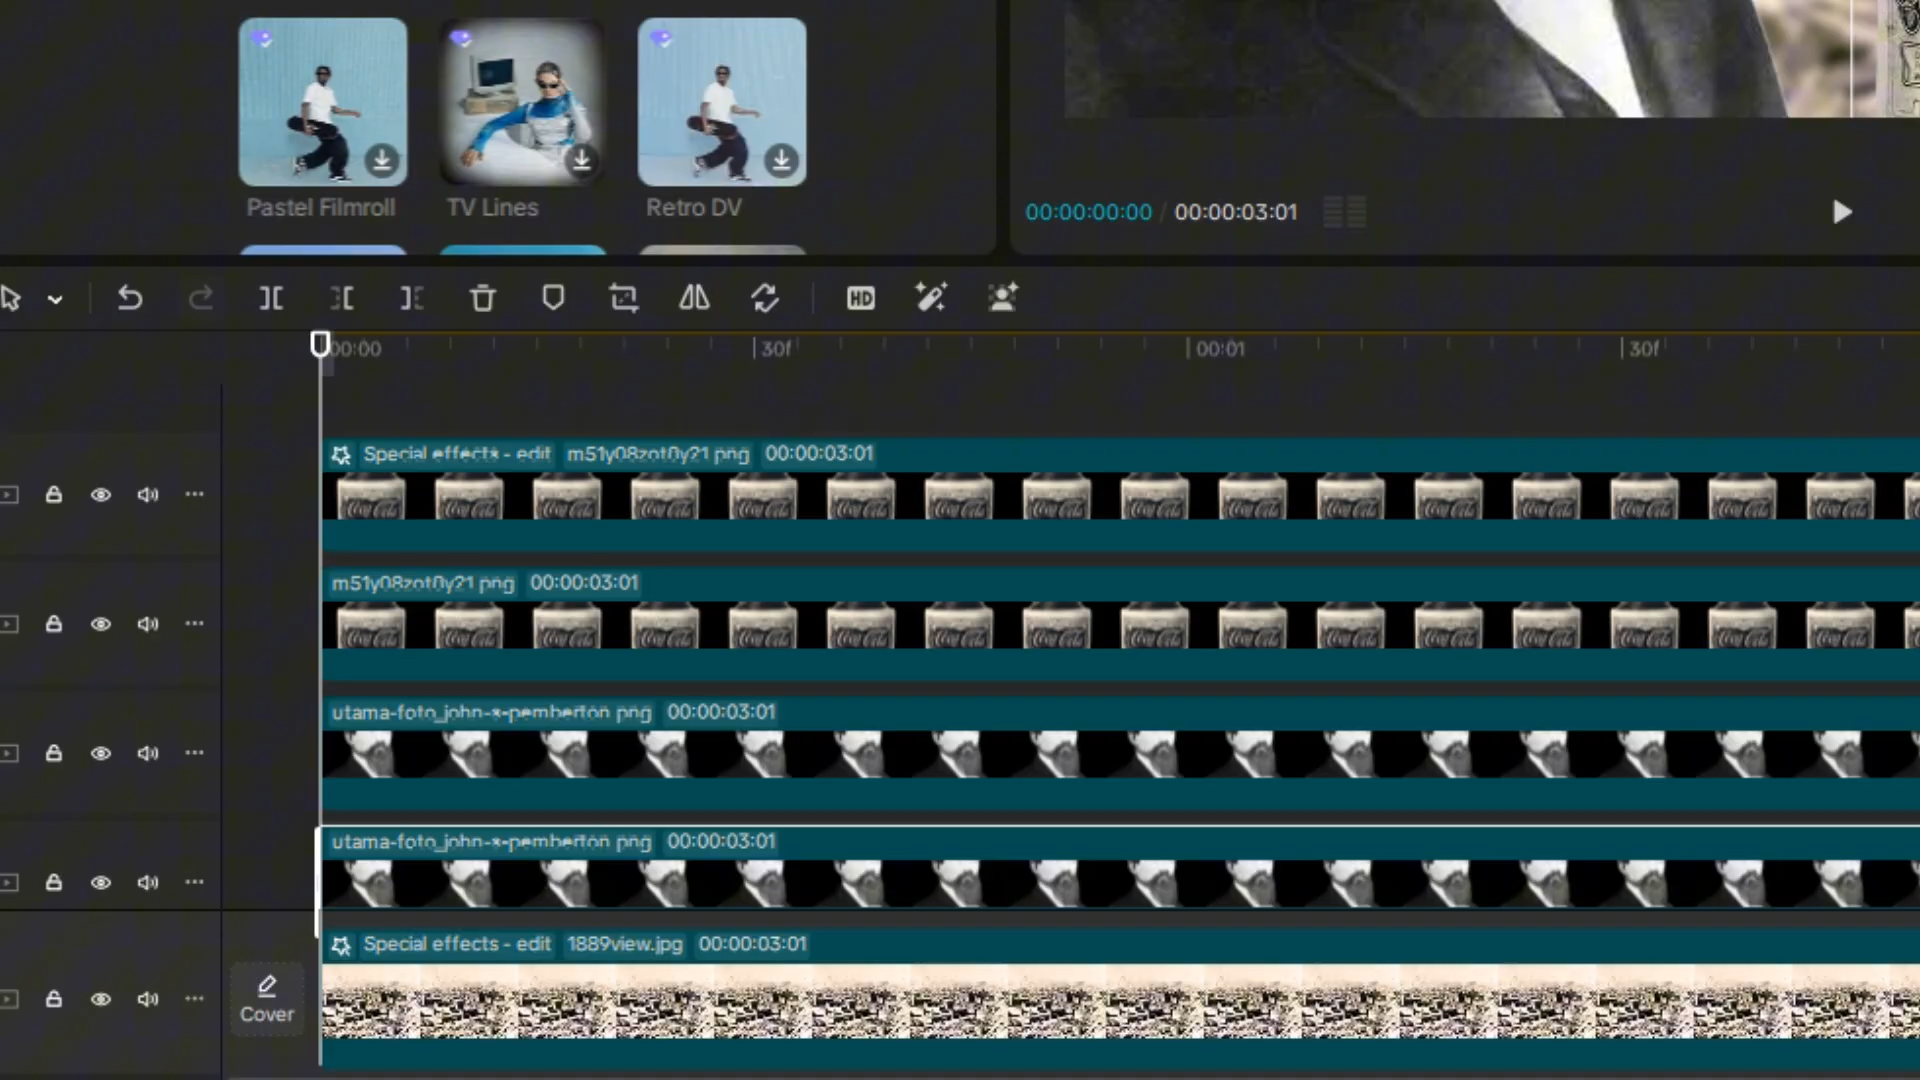 Pastel Filmroll
TV Lines
Retro DV
00:00:00:00 / 00:00:03:01
HD
00:00
30f
00:01
30f
Special effects - edit m51y08zot0y21.png 00:00:03:01
m51y08zot0y21.png 00:00:03:01
utama-foto_john-s-pemberton.png 00:00:03:01
utama-foto_john-s-pemberton.png 00:00:03:01
Special effects - edit 1889view.jpg 00:00:03:01
Cover